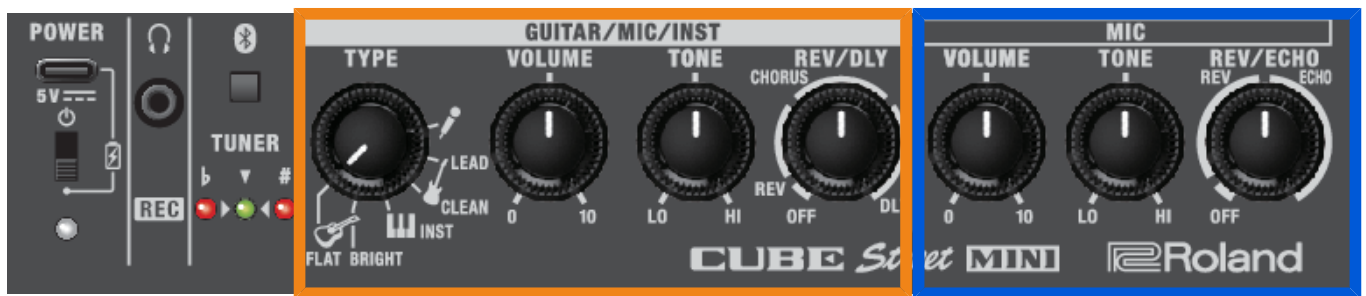 POWER
5V
REC
TUNER
♭ #
GUITAR/MIC/INST
TYPE VOLUME TONE REV/DLY
CHORUS
LEAD
CLEAN
INST
FLAT BRIGHT
0 10
LO HI
REV
OFF
DL
MIC
VOLUME TONE REV/ECHO
REV ECHO
0 10
LO HI
OFF
CUBE Street MINI Roland